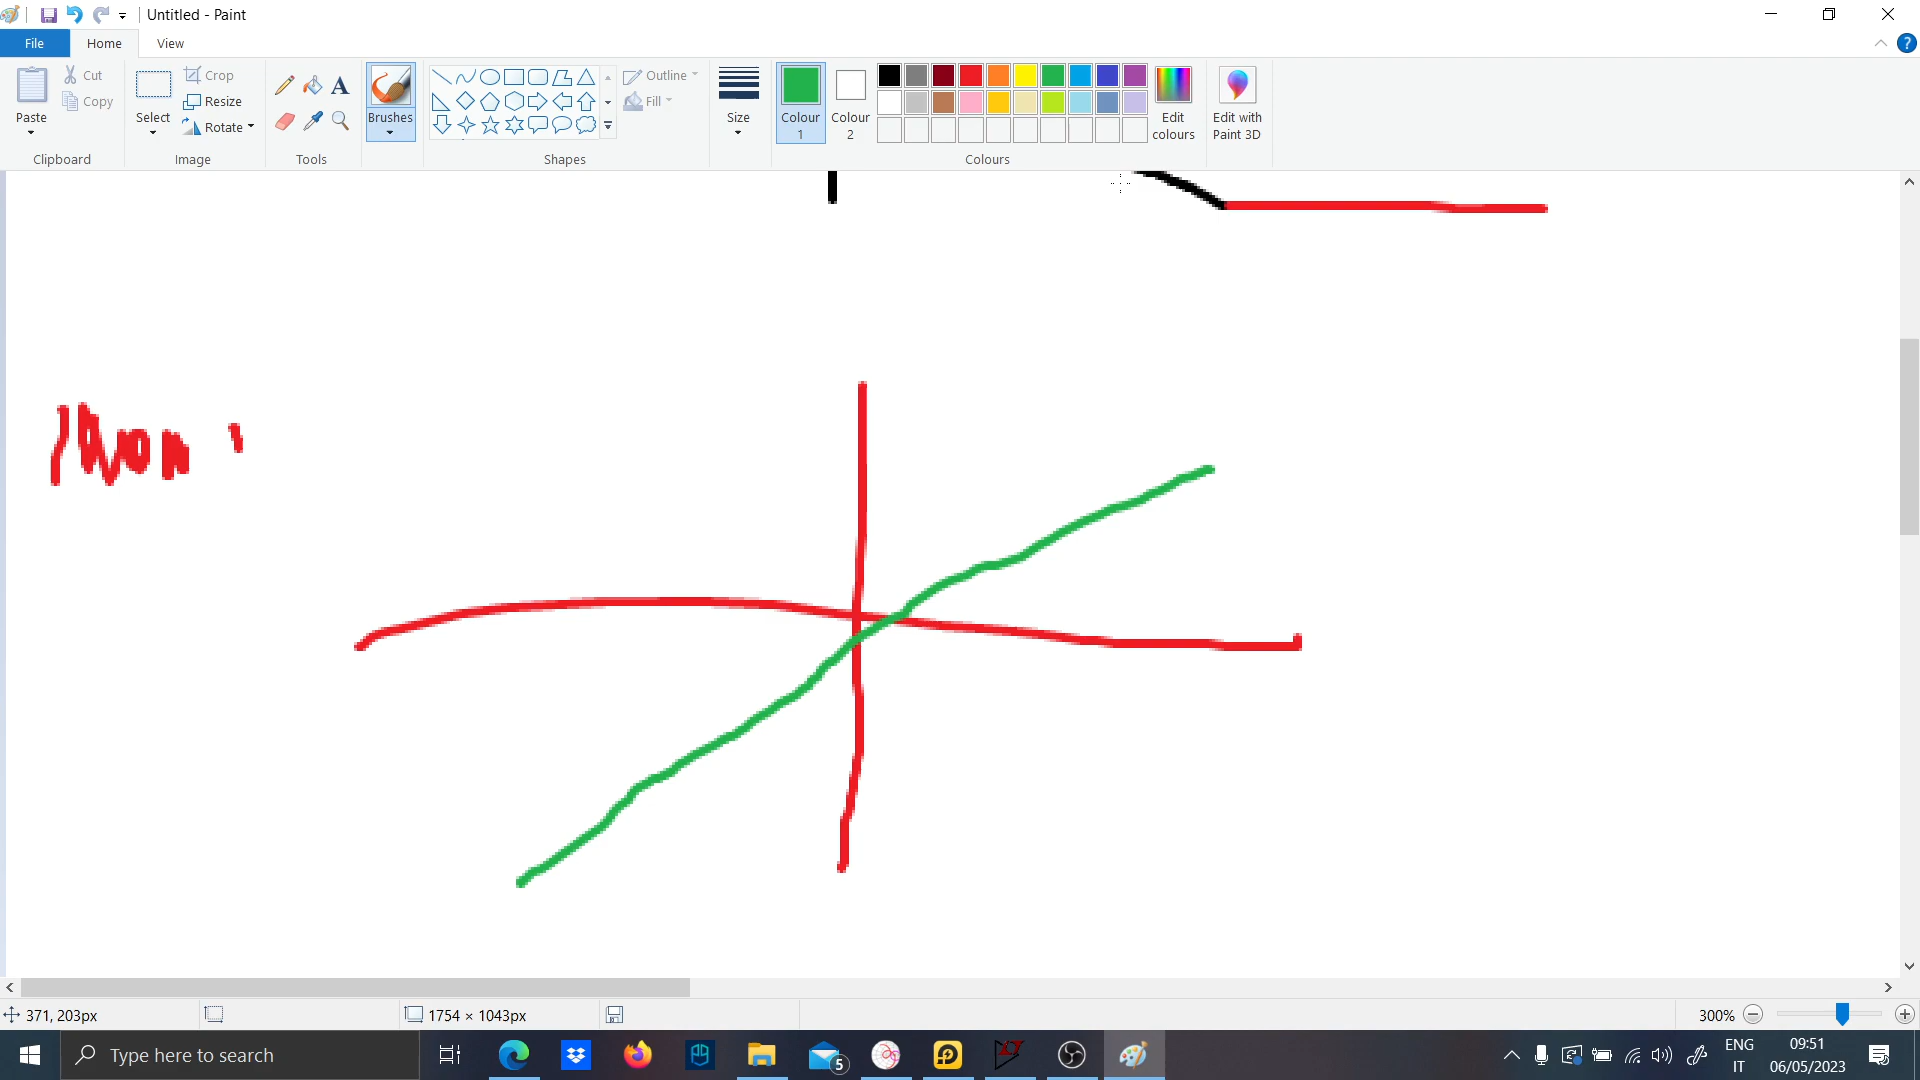 Untitled - Paint
File
Home
View
Paste
Cut
Copy
Clipboard
Select
Crop
Resize
Rotate
Image
Tools
Brushes
Shapes
Outline
Fill
Size
Colour
1
Colour
2
Edit
colours
Colours
Edit with
Paint 3D
371, 203px
1754 × 1043px
300%
Type here to search
5
ENG
IT
09:51
06/05/2023